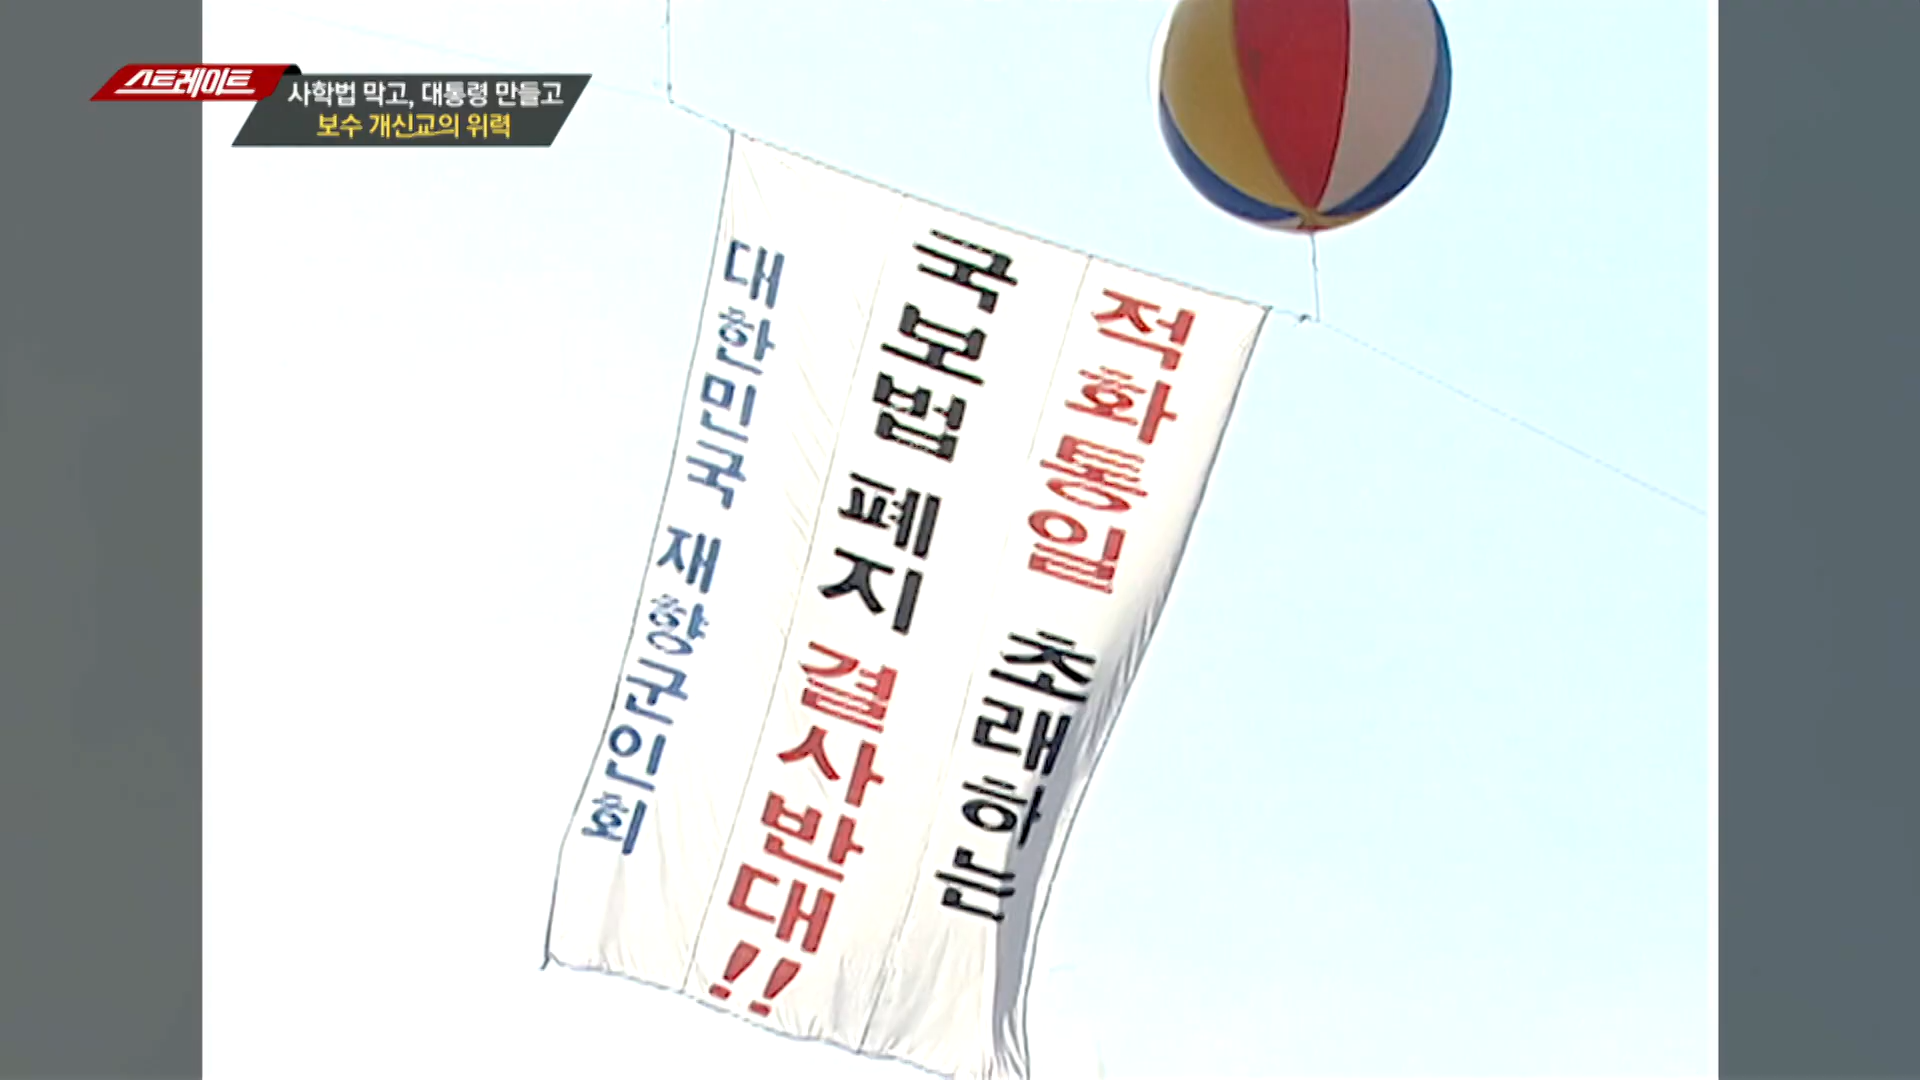 스트레이트
사학법 막고, 대통령 만들고
보수 개신교의 위력
적화통일 초래하는
국보법 폐지 결사반대!!
대한민국 재향군인회